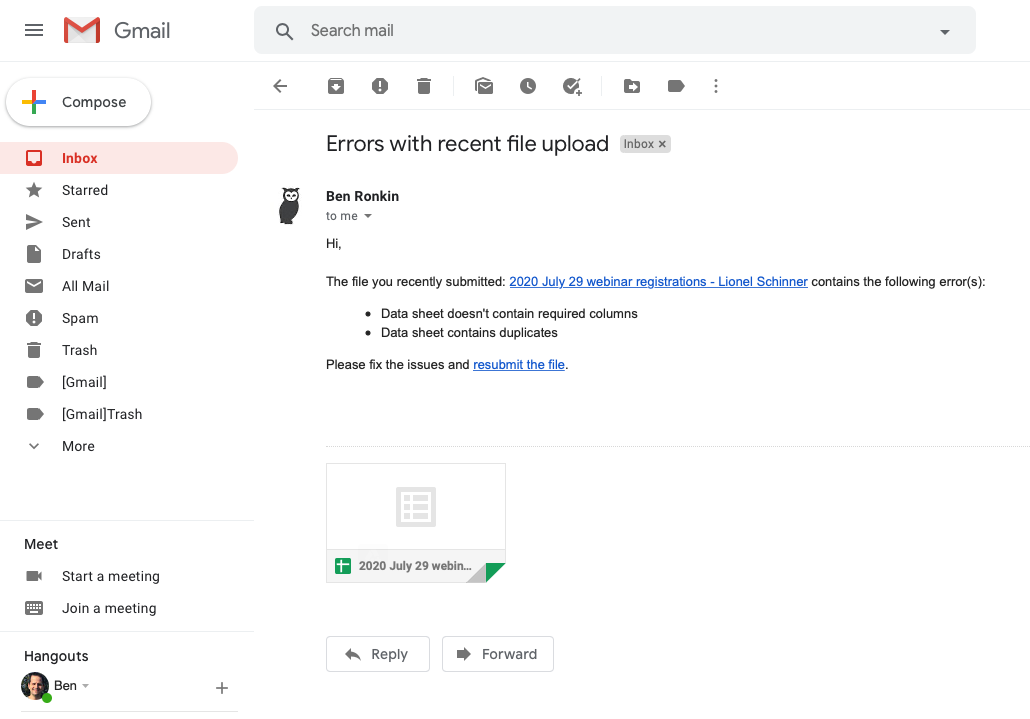 Gmail
Search mail
Compose
Inbox
Starred
Sent
Drafts
All Mail
Spam
Trash
[Gmail]
[Gmail]Trash
More
Meet
Start a meeting
Join a meeting
Hangouts
Ben
Errors with recent file upload Inbox ×
Ben Ronkin
to me
Hi,
The file you recently submitted: 2020 July 29 webinar registrations - Lionel Schinner contains the following error(s):
• Data sheet doesn't contain required columns
• Data sheet contains duplicates
Please fix the issues and resubmit the file.
2020 July 29 webin...
Reply Forward